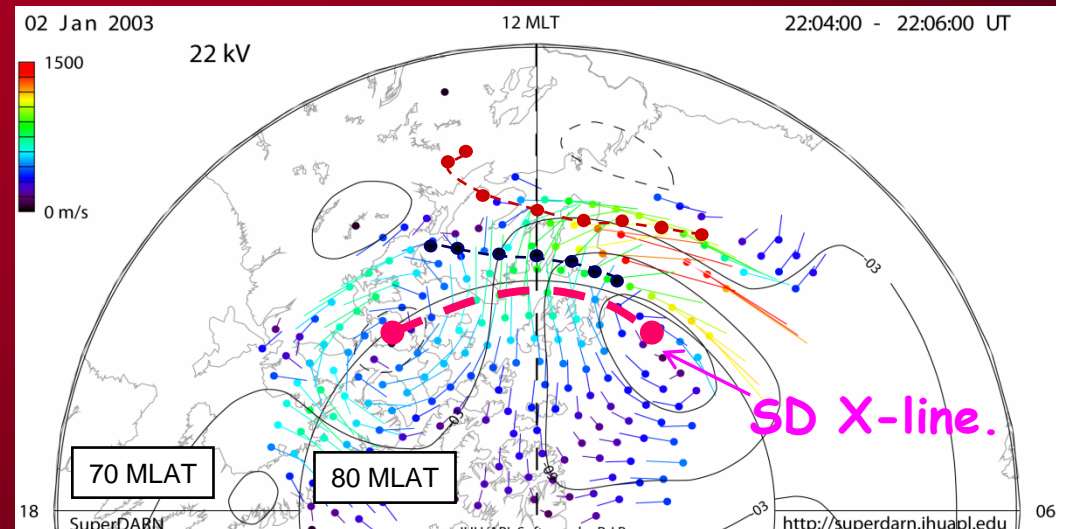 02 Jan 2003
12 MLT
22:04:00 - 22:06:00 UT
22 kV
1500
0 m/s
-03
SD X-line.
-03
70 MLAT
80 MLAT
03
18
06
SuperDARN
http://superdarn.jhuapl.edu